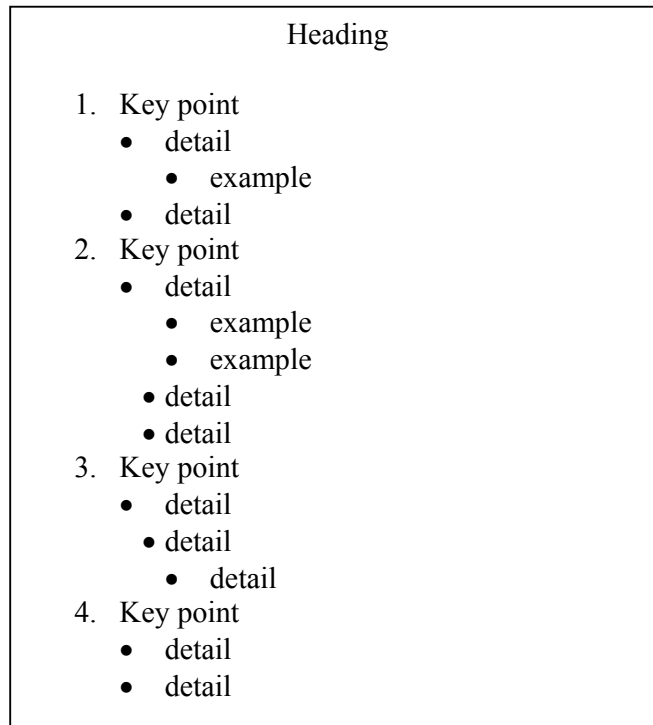 Heading
1. Key point
• detail
• example
• detail
2. Key point
• detail
• example
• example
• detail
• detail
3. Key point
• detail
• detail
• detail
4. Key point
• detail
• detail